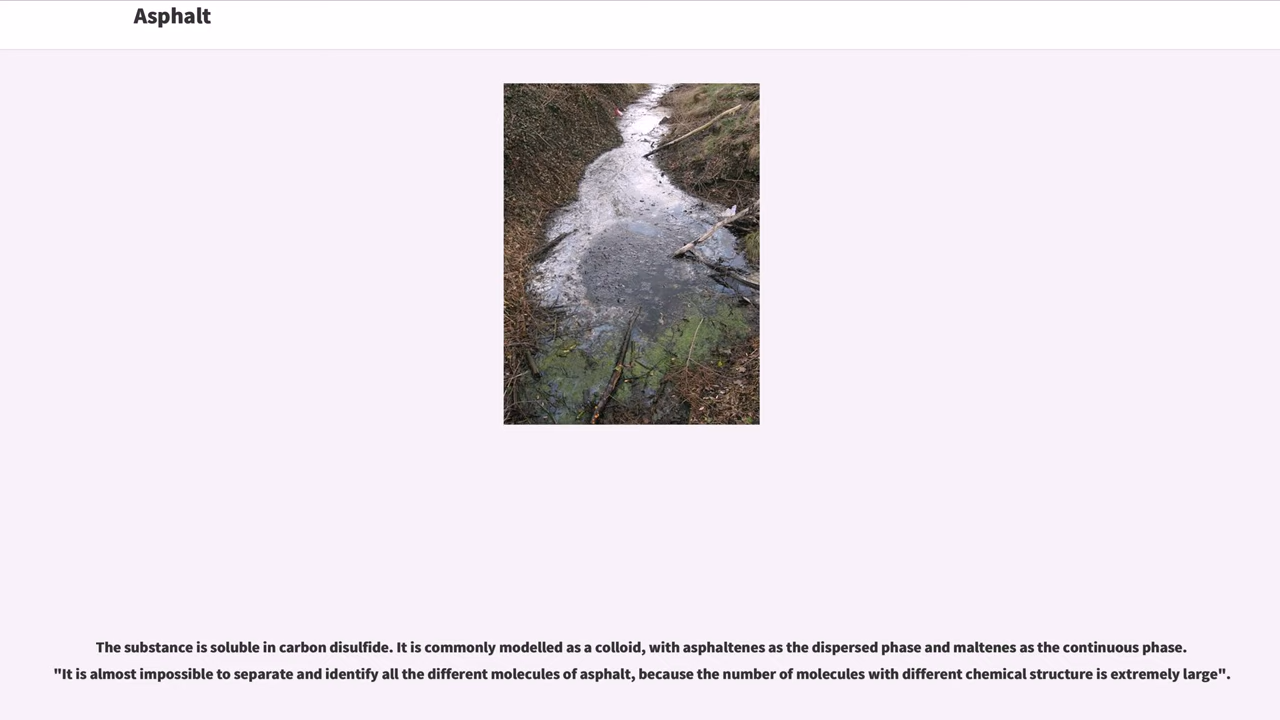 Asphalt
The substance is soluble in carbon disulfide. It is commonly modelled as a colloid, with asphaltenes as the dispersed phase and maltenes as the continuous phase.
"It is almost impossible to separate and identify all the different molecules of asphalt, because the number of molecules with different chemical structure is extremely large".